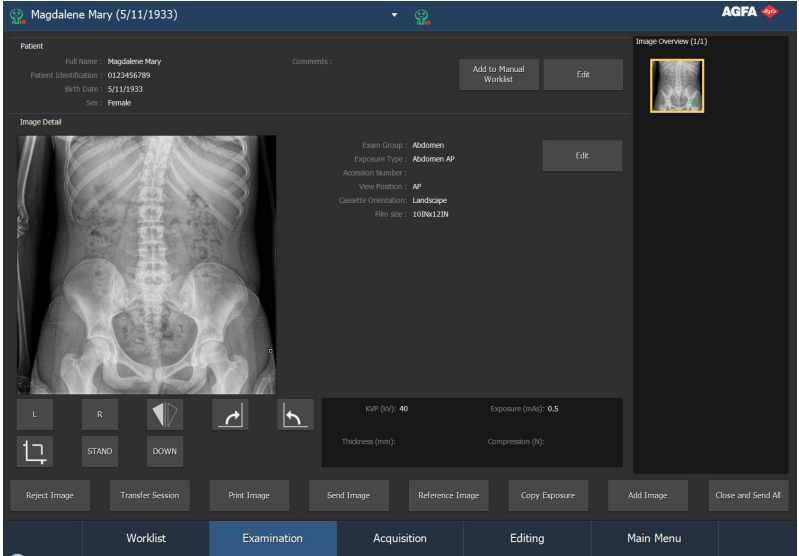 Magdalene Mary (5/11/1933)
AGFA
Patient
Full Name : Magdalene Mary
Patient Identification : 0123456789
Birth Date : 5/11/1933
Sex : Female
Comments :
Add to Manual
Worklist
Edit
Image Overview (1/1)
Image Detail
Exam Group : Abdomen
Exposure Type : Abdomen AP
Accession Number :
View Position : AP
Cassette Orientation: Landscape
Film size : 10INx12IN
Edit
L
R
STAND
DOWN
KVP (kV): 40
Exposure (mAs): 0.5
Thickness (mm):
Compression (N):
Reject Image
Transfer Session
Print Image
Send Image
Reference Image
Copy Exposure
Add Image
Close and Send All
Worklist
Examination
Acquisition
Editing
Main Menu